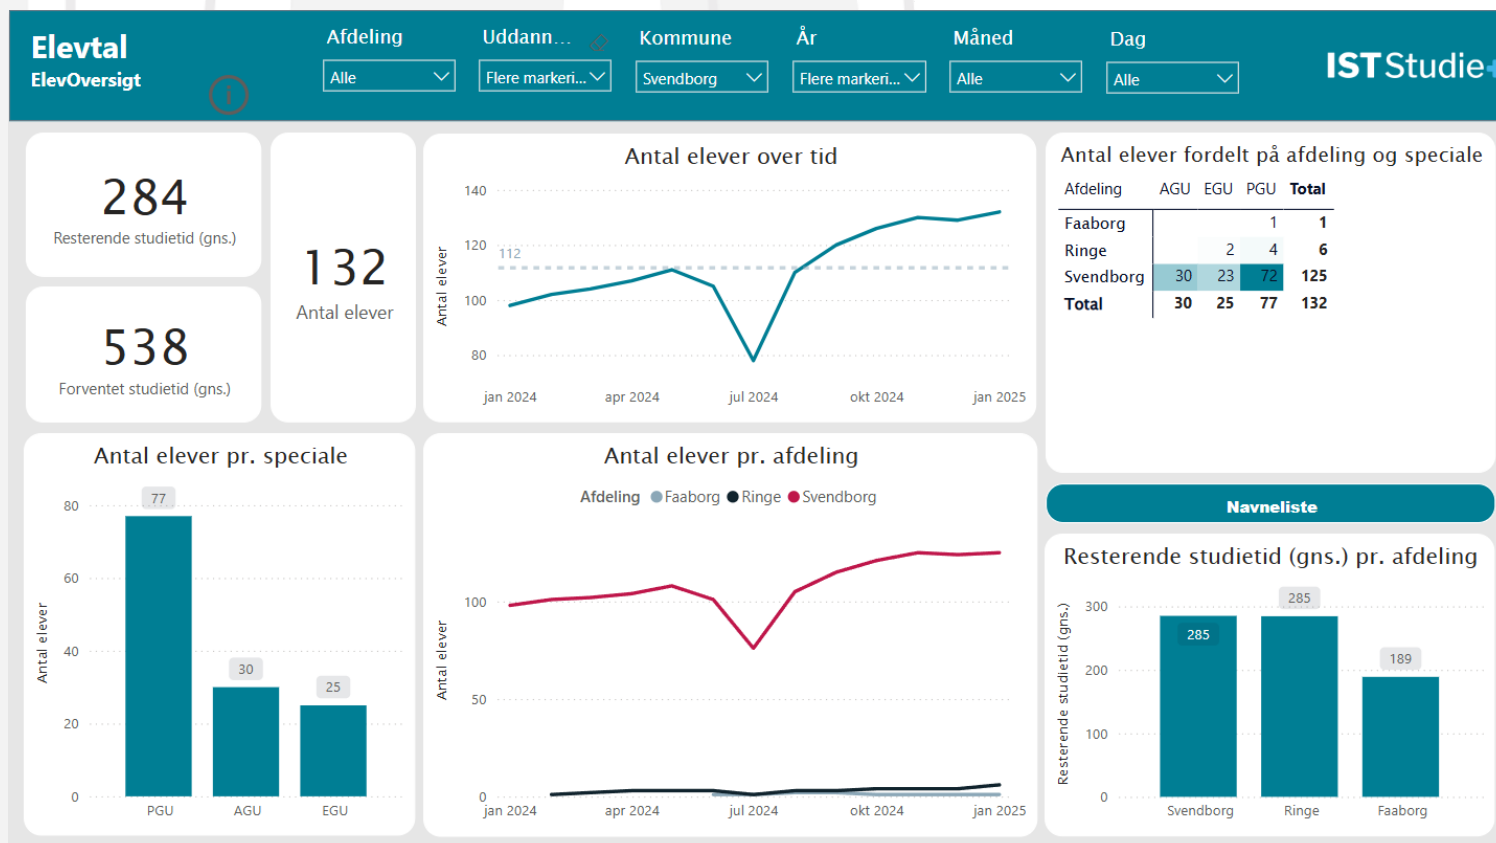 Elevtal
ElevOversigt
Afdeling
Alle
Uddann...
Flere markeri...
Kommune
Svendborg
År
Flere markeri...
Måned
Alle
Dag
Alle
IST Studie+
284
Resterende studietid (gns.)
538
Forventet studietid (gns.)
132
Antal elever
Antal elever over tid
Antal elever
140
120
100
80
112
jan 2024 apr 2024 jul 2024 okt 2024 jan 2025
Antal elever fordelt på afdeling og speciale
Afdeling AGU EGU PGU Total
Faaborg 1 1
Ringe 2 4 6
Svendborg 30 23 72 125
Total 30 25 77 132
Antal elever pr. speciale
Antal elever
80
60
40
20
0
77
30
25
PGU AGU EGU
Antal elever pr. afdeling
Afdeling Faaborg Ringe Svendborg
Antal elever
100
50
0
jan 2024 apr 2024 jul 2024 okt 2024 jan 2025
Navneliste
Resterende studietid (gns.) pr. afdeling
Resterende studietid (gns.)
300
200
100
0
285
285
189
Svendborg Ringe Faaborg